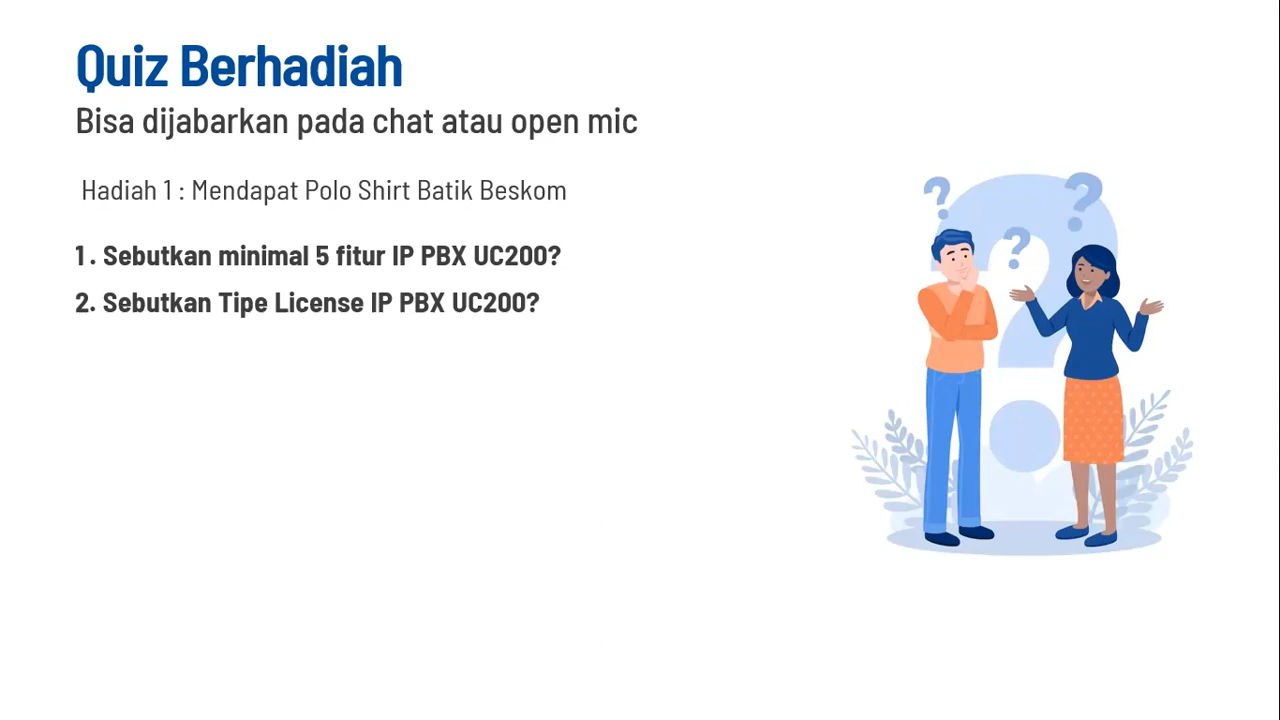 Quiz Berhadiah
Bisa dijabarkan pada chat atau open mic
Hadiah 1 : Mendapat Polo Shirt Batik Beskom
1. Sebutkan minimal 5 fitur IP PBX UC200?
2. Sebutkan Tipe License IP PBX UC200?
? ? ?